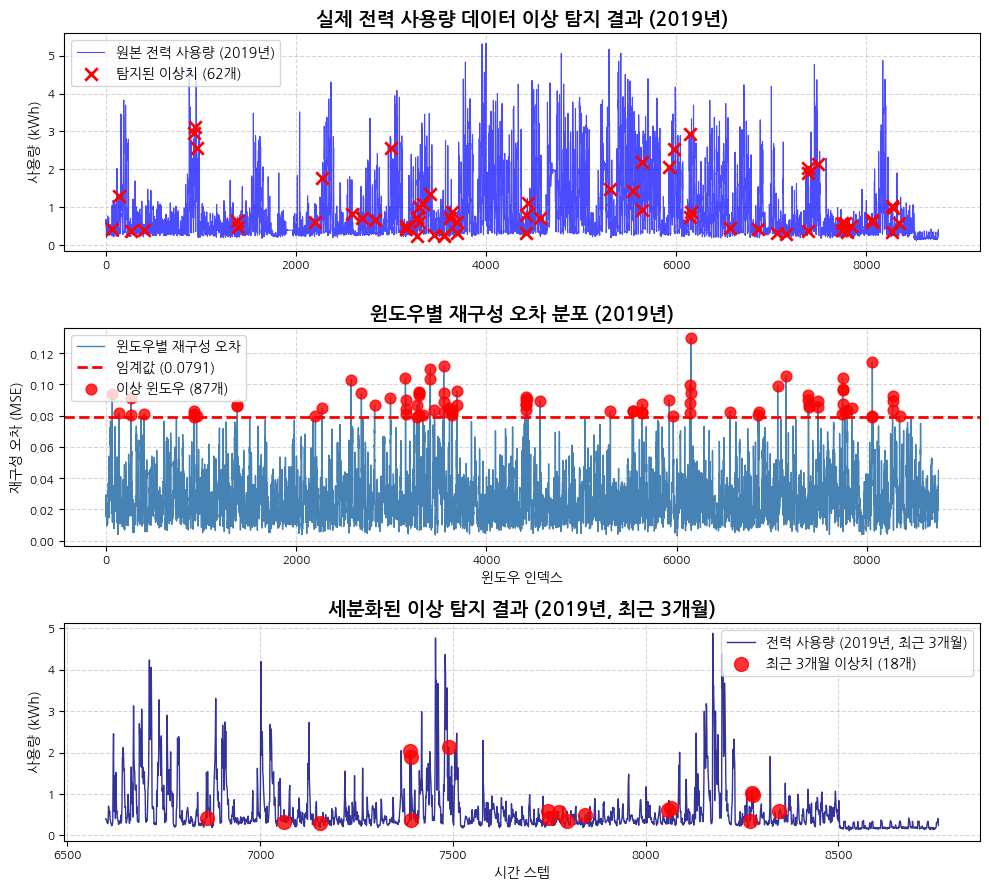 실제 전력 사용량 데이터 이상 탐지 결과 (2019년)
원본 전력 사용량 (2019년)
탐지된 이상치 (62개)
사용량 (kWh)
5
4
3
2
1
0
0 2000 4000 6000 8000
윈도우별 재구성 오차 분포 (2019년)
윈도우별 재구성 오차
임계값 (0.0791)
이상 윈도우 (87개)
재구성 오차 (MSE)
0.12
0.10
0.08
0.06
0.04
0.02
0.00
0 2000 4000 6000 8000
윈도우 인덱스
세분화된 이상 탐지 결과 (2019년, 최근 3개월)
전력 사용량 (2019년, 최근 3개월)
최근 3개월 이상치 (18개)
사용량 (kWh)
5
4
3
2
1
0
6500 7000 7500 8000 8500
시간 스텝